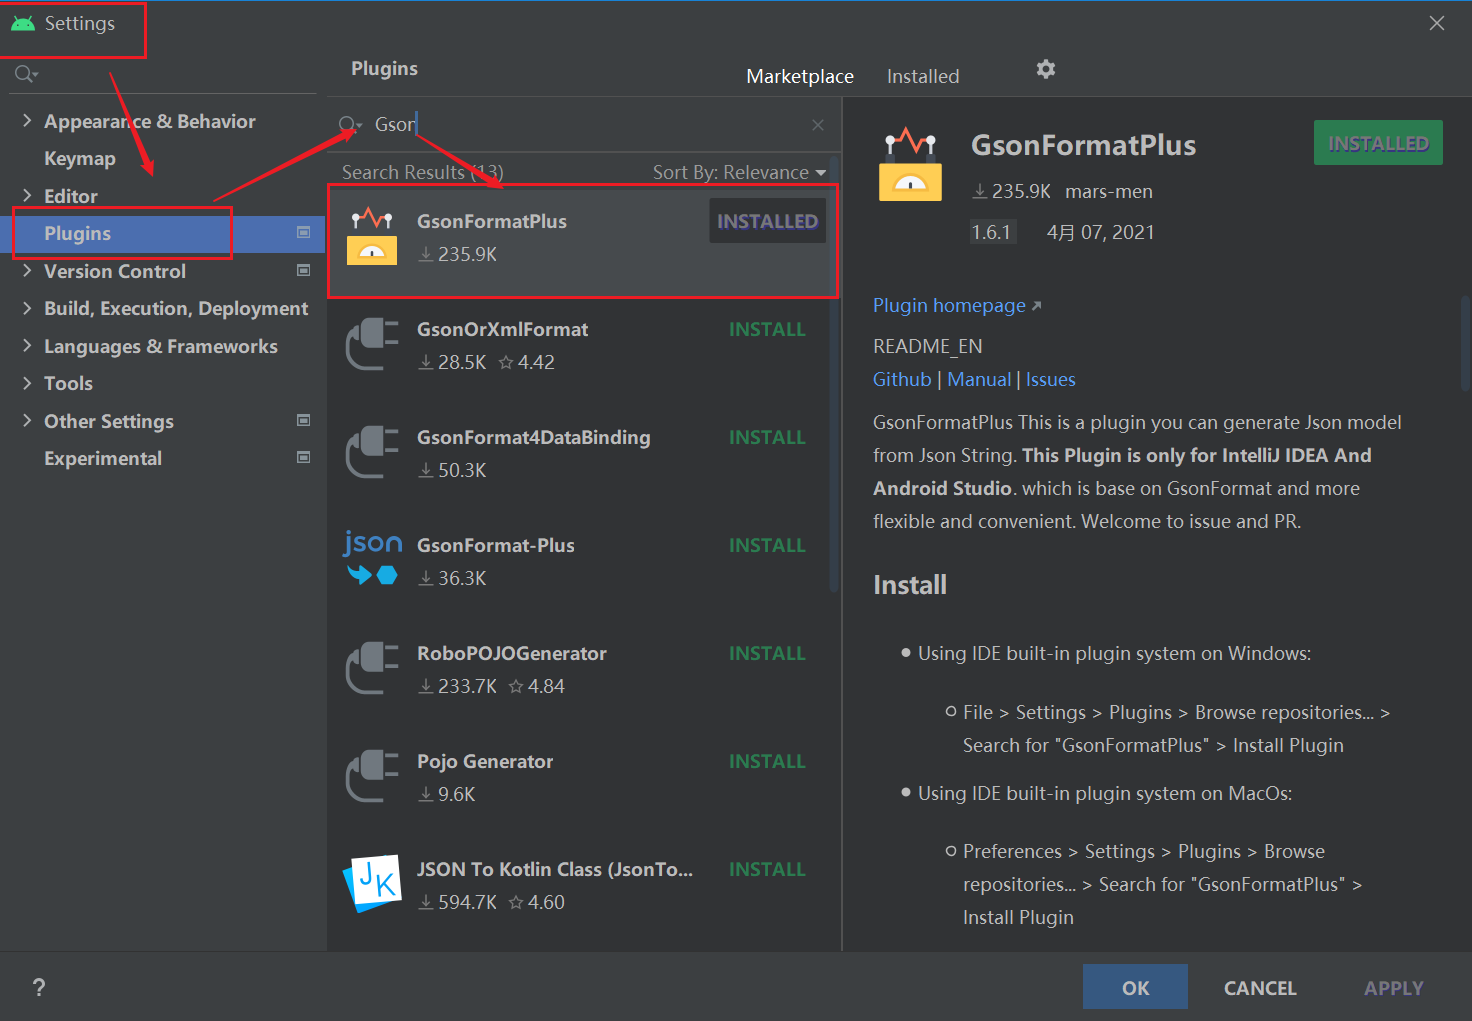 Settings
Appearance & Behavior
Keymap
Editor
Plugins
Version Control
Build, Execution, Deployment
Languages & Frameworks
Tools
Other Settings
Experimental
Plugins
Marketplace
Installed
Gson
Search Results (13)
Sort By: Relevance
GsonFormatPlus
INSTALLED
235.9K
GsonOrXmlFormat
INSTALL
28.5K 4.42
GsonFormat4DataBinding
INSTALL
50.3K
json
GsonFormat-Plus
INSTALL
36.3K
RoboPOJOGenerator
INSTALL
233.7K 4.84
Pojo Generator
INSTALL
9.6K
JK
JSON To Kotlin Class (JsonTo...
INSTALL
594.7K 4.60
GsonFormatPlus
INSTALLED
235.9K mars-men
1.6.1 4月 07, 2021
Plugin homepage
README_EN
Github | Manual | Issues
GsonFormatPlus This is a plugin you can generate Json model
from Json String. This Plugin is only for IntelliJ IDEA And
Android Studio. which is base on GsonFormat and more
flexible and convenient. Welcome to issue and PR.
Install
Using IDE built-in plugin system on Windows:
File > Settings > Plugins > Browse repositories... >
Search for "GsonFormatPlus" > Install Plugin
Using IDE built-in plugin system on MacOs:
Preferences > Settings > Plugins > Browse
repositories... > Search for "GsonFormatPlus" >
Install Plugin
?
OK
CANCEL
APPLY